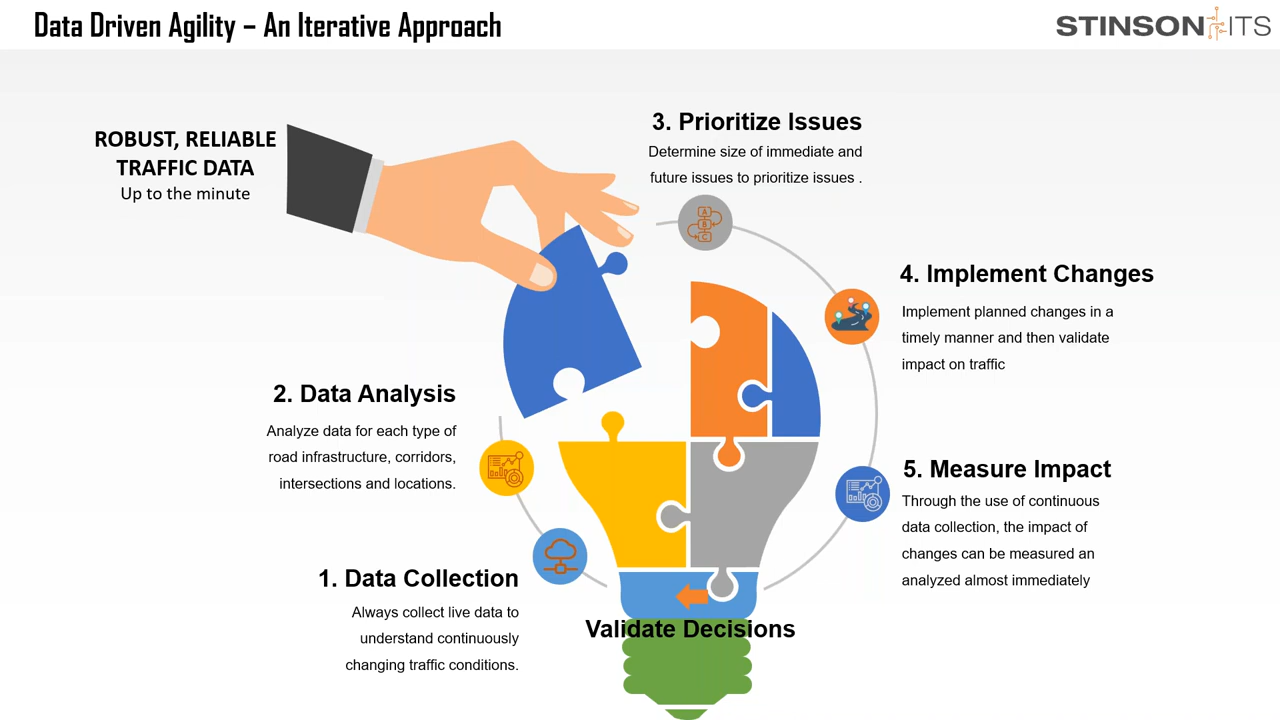 Data Driven Agility – An Iterative Approach
STINSON ITS
ROBUST, RELIABLE
TRAFFIC DATA
Up to the minute
3. Prioritize Issues
Determine size of immediate and
future issues to prioritize issues .
A
B
C
4. Implement Changes
Implement planned changes in a
timely manner and then validate
impact on traffic
2. Data Analysis
Analyze data for each type of
road infrastructure, corridors,
intersections and locations.
5. Measure Impact
Through the use of continuous
data collection, the impact of
changes can be measured an
analyzed almost immediately
1. Data Collection
Always collect live data to
understand continuously
changing traffic conditions.
Validate Decisions